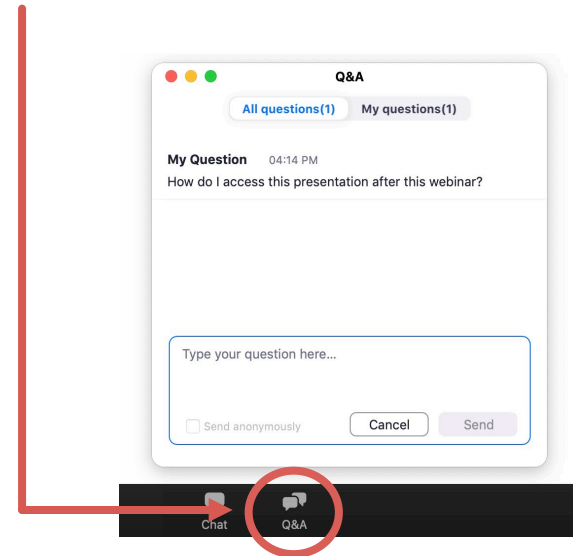 Q&A
All questions(1) My questions(1)
My Question 04:14 PM
How do I access this presentation after this webinar?
Type your question here...
Send anonymously Cancel Send
Chat Q&A